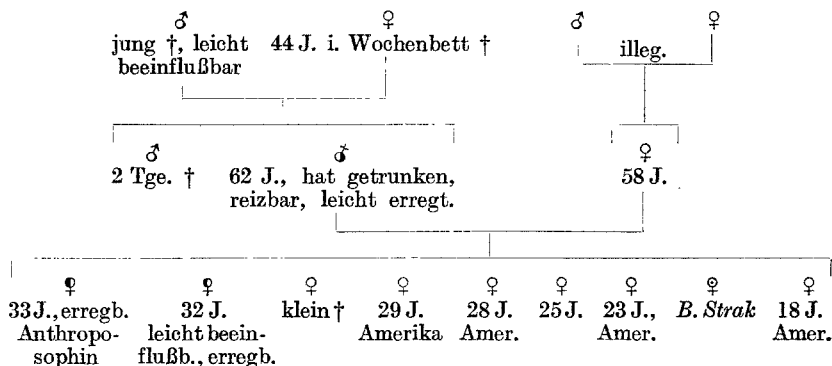 ♂ ♀ ♂ ♀
jung †, leicht 44 J. i. Wochenbett † illeg.
beeinflußbar
♂ ♂ ♀
2 Tge. † 62 J., hat getrunken, 58 J.
reizbar, leicht erregt.
♀ ♀ ♀ ♀ ♀ ♀ ♀ ♀ ♀
33 J., erregb. 32 J. klein † 29 J. 28 J. 25 J. 23 J., B. Strak 18 J.
Anthropo- leicht beein- Amerika Amer. Amer. Amer.
sophin flußb., erregb.